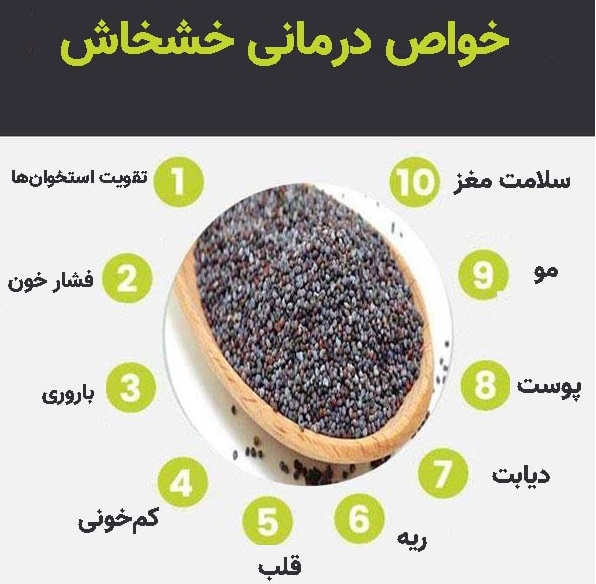 خواص درمانی خشخاش
1 تقویت استخوان‌ها
2 فشار خون
3 باروری
4 کم‌خونی
5 قلب
6 ریه
7 دیابت
8 پوست
9 مو
10 سلامت مغز